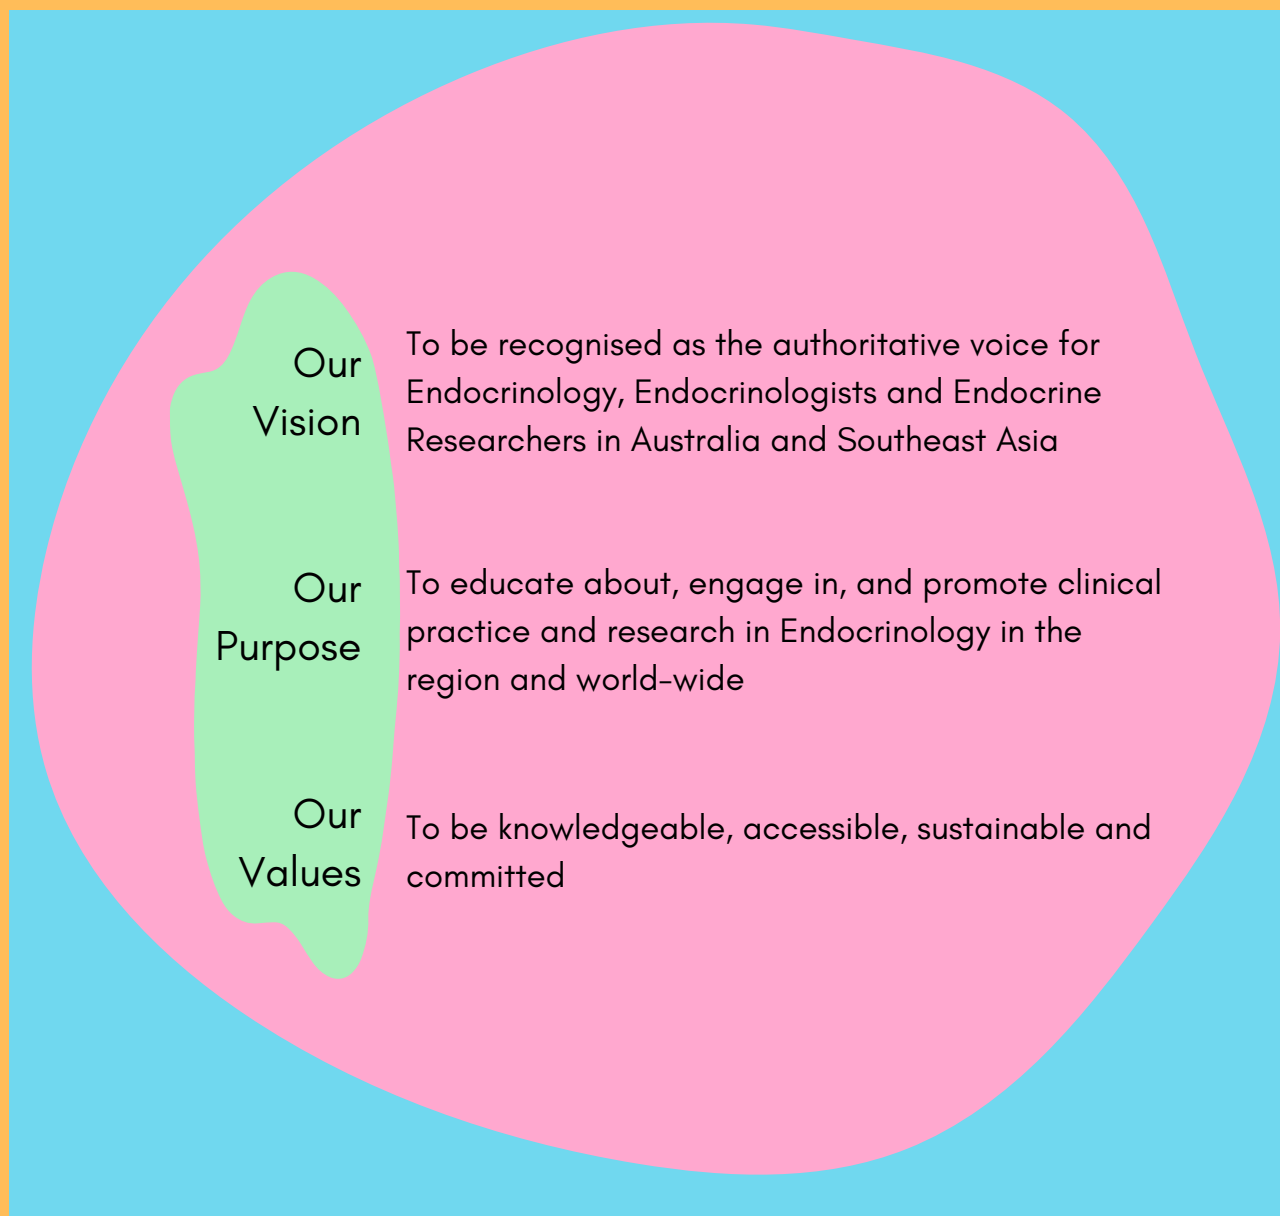 Our
Vision
To be recognised as the authoritative voice for
Endocrinology, Endocrinologists and Endocrine
Researchers in Australia and Southeast Asia
Our
Purpose
To educate about, engage in, and promote clinical
practice and research in Endocrinology in the
region and world-wide
Our
Values
To be knowledgeable, accessible, sustainable and
committed